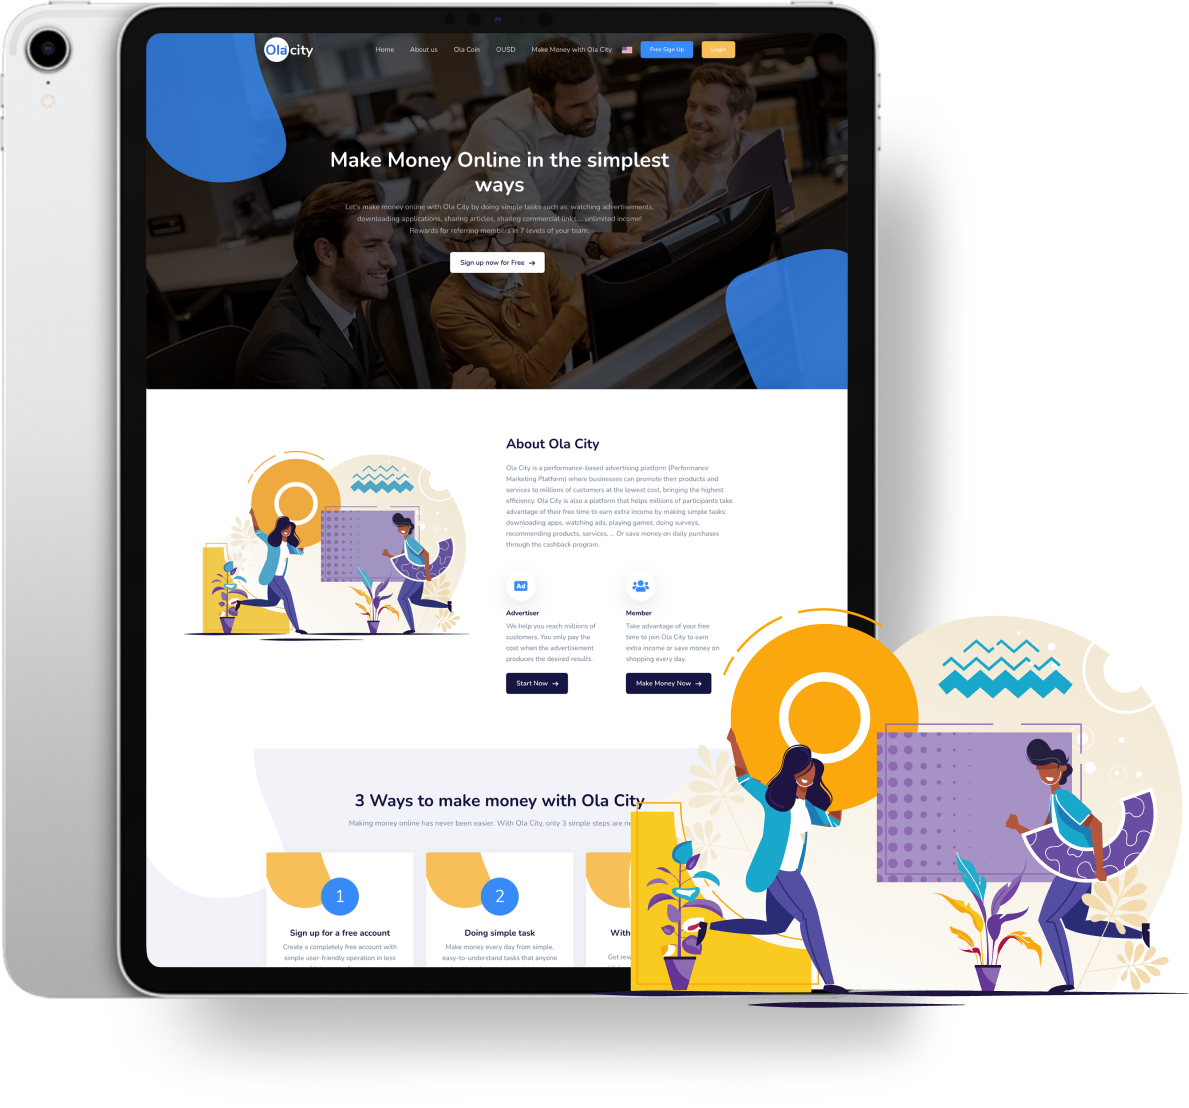 Olacity
Home About us Ola Coin OUSD Make Money with Ola City Free Sign Up Login
Make Money Online in the simplest
ways
Let's make money online with Ola City by doing simple tasks such as: watching advertisements,
downloading applications, sharing articles, sharing commercial links... unlimited income!
Rewards for referring members in 7 levels of your team.
Sign up now for Free
About Ola City
Ola City is a performance-based advertising platform (Performance
Marketing Platform) where businesses can promote their products and
services to millions of customers at the lowest cost, bringing the highest
efficiency. Ola City is also a platform that helps millions of participants take
advantage of their free time to earn extra income by making simple tasks:
downloading apps, watching ads, playing games, doing surveys,
recommending products, services, ... Or save money on daily purchases
through the cashback program.
Ad
Advertiser
We help you reach millions of
customers. You only pay the
cost when the advertisement
produces the desired results.
Start Now
Member
Take advantage of your free
time to join Ola City to earn
extra income or save money on
shopping every day.
Make Money Now
3 Ways to make money with Ola City
Making money online has never been easier. With Ola City, only 3 simple steps are
1
Sign up for a free account
Create a completely free account with
simple user-friendly operation in less
2
Doing simple task
Make money every day from simple,
easy-to-understand tasks that anyone
With
Get